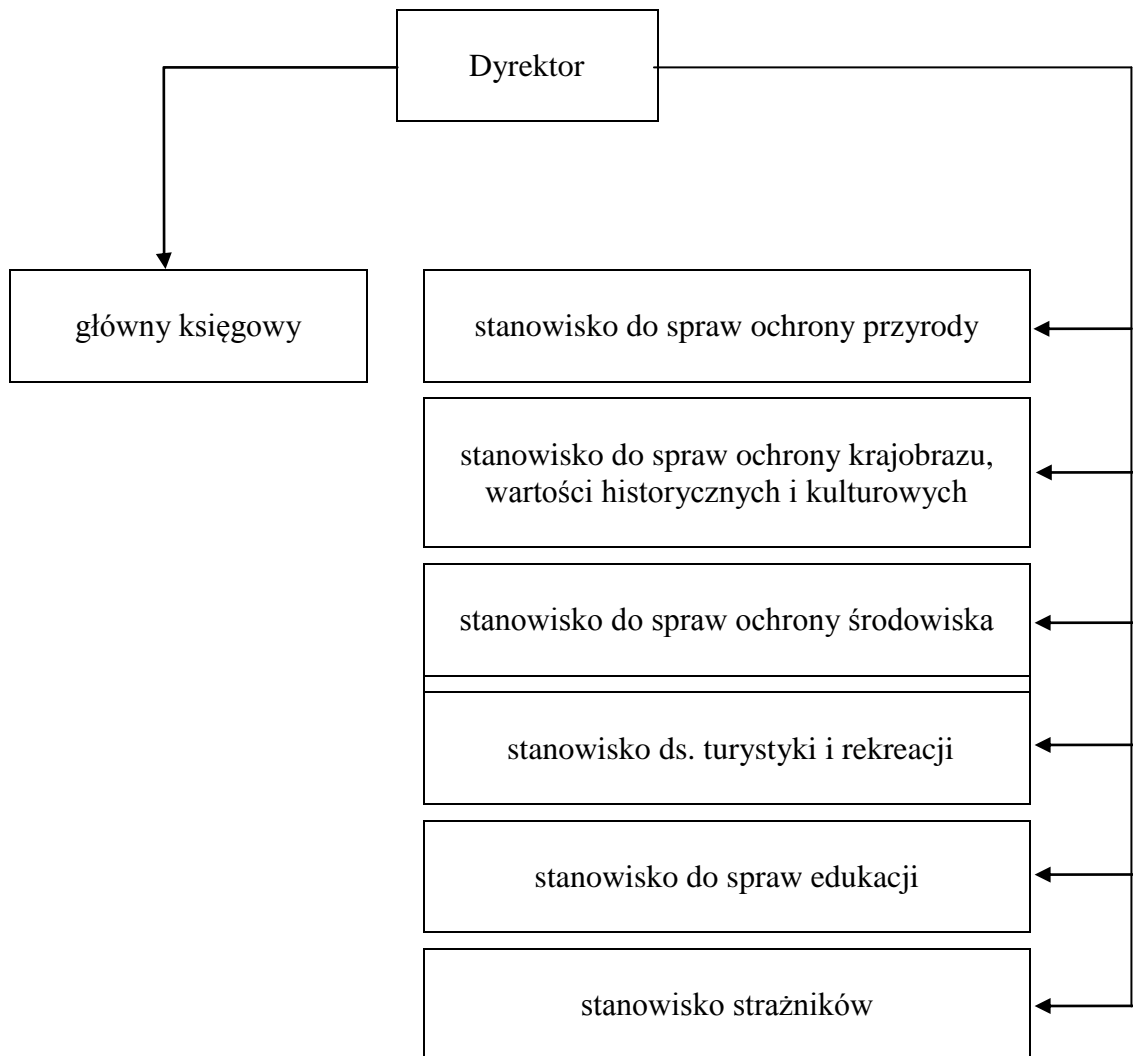 Dyrektor
główny księgowy
stanowisko do spraw ochrony przyrody
stanowisko do spraw ochrony krajobrazu,
wartości historycznych i kulturowych
stanowisko do spraw ochrony środowiska
stanowisko ds. turystyki i rekreacji
stanowisko do spraw edukacji
stanowisko strażników